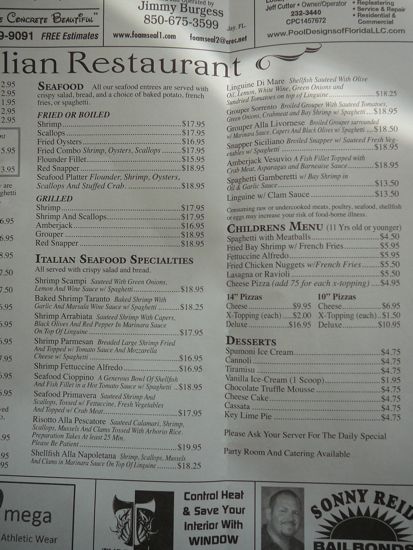 CONCRETE BEAUTIFUL"
9-9091 FREE Estimates
Jimmy Burgess
850-675-3599
Jay, FL.
www.foamseal1.com foamseal2@
Jeff Cutter • Owner/Operator
232-3440
CPC1457672
• Replastering
• Service & Repair
• Residential &
Commercial
www.PoolDesignsofFloridaLLC.com
lian Restaurant
SEAFOOD All our seafood entrees are served with
crispy salad, bread, and a choice of baked potato, french
fries, or spaghetti.
FRIED OR BOILED
Shrimp $17.95
Scallops $17.95
Fried Oysters $16.95
Fried Combo Shrimp, Oysters, Scallops $17.95
Flounder Filler $15.95
Red Snapper $18.95
Seafood Platter Flounder, Shrimp, Oysters,
Scallops And Stuffed Crab. $18.95
GRILLED
Shrimp $17.95
Shrimp And Scallops $17.95
Amberjack $16.95
Grouper $18.95
Red Snapper $18.95
ITALIAN SEAFOOD SPECIALTIES
All served with crispy salad and bread.
Shrimp Scampi Sauteed With Green Onions,
Lemon And Wine Sauce w/ Spaghetti $18.95
Baked Shrimp Taranto Baked Shrimp With
Garlic And Marsala Wine Sauce w/ Spaghetti $18.25
Shrimp Arrabiata Sauteed Shrimp With Capers,
Black Olives And Red Pepper In Marinara Sauce
On Top Of Linguine $17.95
Shrimp Parmesan Breaded Large Shrimp Fried
And Topped w/ Tomato Sauce And Mozzarella
Cheese w/ Spaghetti $16.95
Shrimp Fettuccine Alfredo $16.95
Seafood Cioppino A Generous Bowl Of Shellfish
And Fish Fillet in a Hot Tomato Sauce w/ Spaghetti $18.95
Seafood Primavera Sauteed Shrimp And
Scallops, Tossed w/ Fettuccine, Fresh Vegetables
And Topped w/ Crab Meat $17.95
Risotto Alla Pescatore Sauteed Calamari, Shrimp,
Scallops, Mussels And Clams Tossed With Arborio Rice.
Preparation Takes At least 25 Min.
Please Be Patient $19.95
Shellfish Alla Napoletana Shrimp, Scallops, Mussels
And Clams in Marinara Sauce On Top Of Linguine $18.25
Linguine Di Mare Shellfish Sauteed With Olive
Oil, Lemon, White Wine, Green Onions and
Sundried Tomatoes on top of Linguine $18.25
Grouper Sorrento Broiled Grouper With Sauteed Tomatoes,
Green Onions, Crabmeat and Bay Shrimp w/ Spaghetti $18.95
Grouper Alla Livornese Broiled Grouper surrounded
w/ Marinara Sauce, Capers And Black Olives w/ Spaghetti $18.50
Snapper Siciliano Broiled Snapper w/ Sauteed Veg-
etables w/ Spaghetti $18.95
Amberjack Vesuvio A Fish Filled Topped with
Crab Meat, Asparagus and Barneaise Sauce $18.95
Spaghetti Gamberetti w/ Bay Shrimp in
Oil & Garlic Sauce $13.50
Linguine w/ Clam Sauce $13.50
Consuming raw or undercooked meats, poultry, seafood, shellfish
or eggs may increase your risk of food-borne illness.
CHILDRENS MENU (11 Yrs old or younger)
Spaghetti with Meatballs $4.50
Fried Bay Shrimp w/ French Fries $5.95
Fettuccine Alfredo $5.95
Fried Chicken Nuggets w/French Fries $5.50
Lasagna or Ravioli $5.50
Cheese Pizza (add 75 for each x-topping) $4.95
14" Pizzas
Cheese $9.95
X-Topping (each) $2.00
Deluxe $16.95
10" Pizzas
Cheese $6.95
X-Toppings (each) $1.50
Deluxe $10.95
DESSERTS
Spumoni Ice Cream $4.75
Cannoli $4.75
Tiramisu $4.75
Vanilla Ice-Cream (1 Scoop) $1.95
Chocolate Truffle Mousse $4.75
Cheese Cake $4.75
Cassata $4.75
Key Lime Pie $4.75
Please Ask Your Server For The Daily Special
Party Room And Catering Available
mega
Athletic Wear
Control Heat
& Save Your
Interior With
WINDOW
SONNY REID
BAIL BONDS